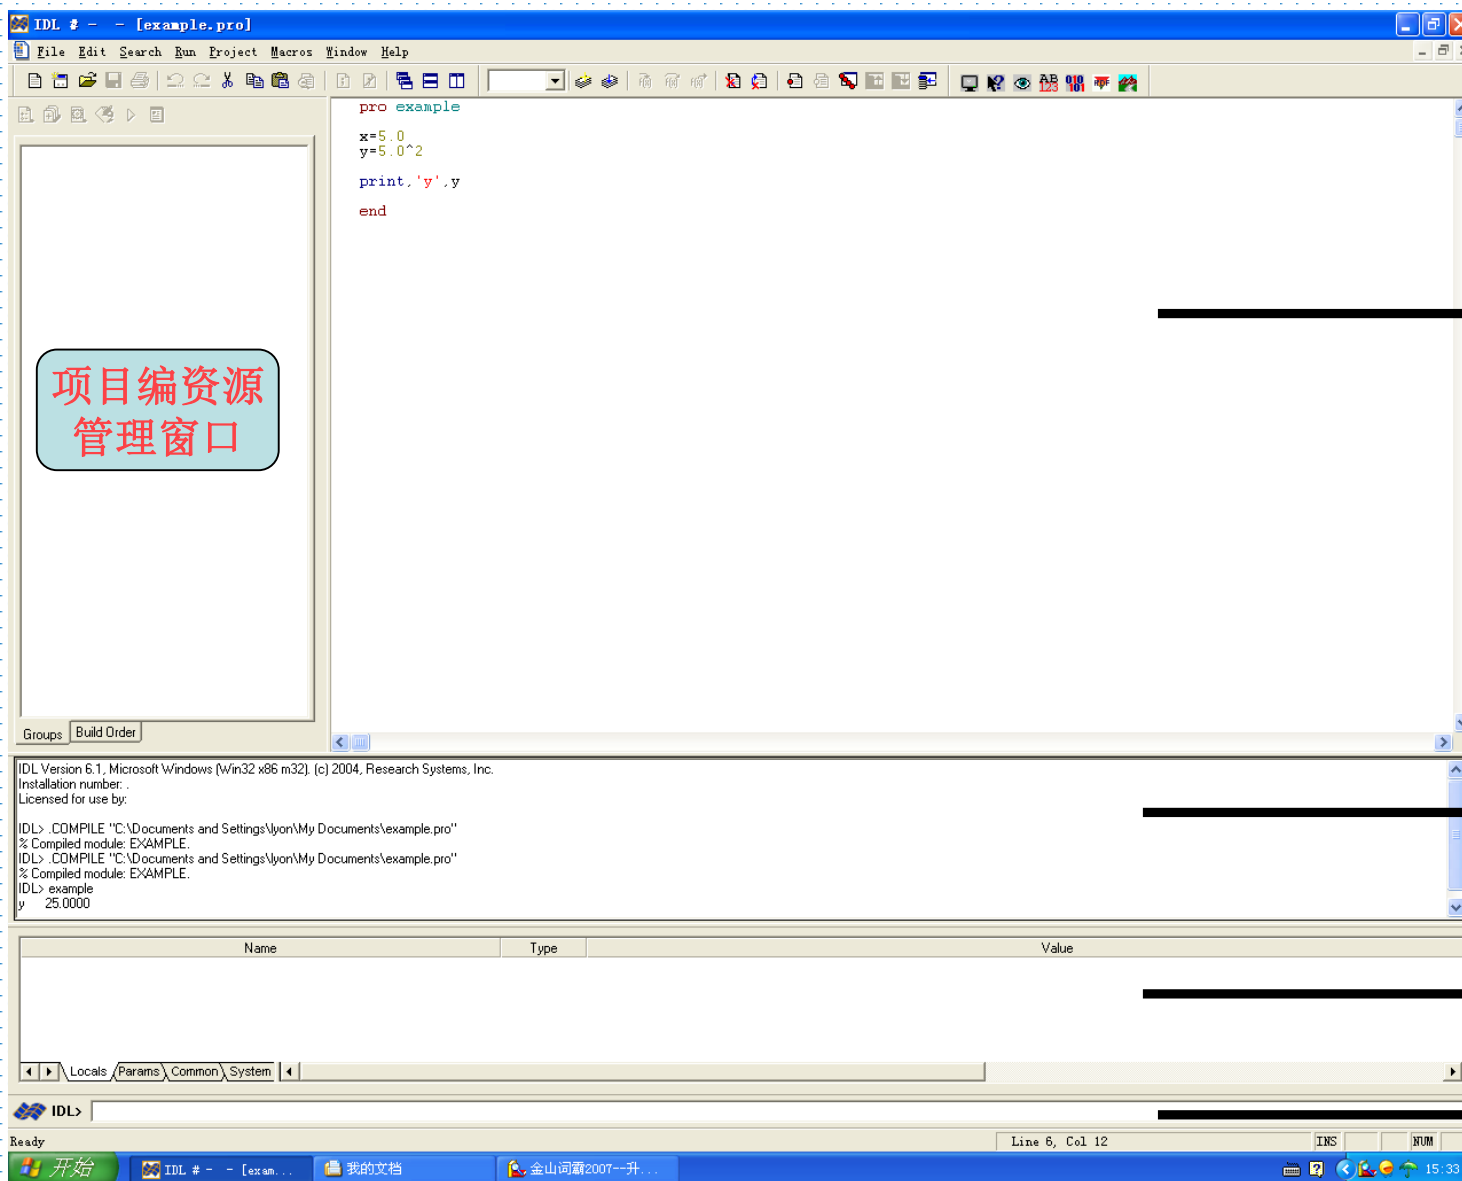 IDL # - - [example.pro]
File Edit Search Run Project Macros Window Help
pro example
x=5.0
y=5.0^2
print,'y',y
end
项目编资源
管理窗口
Groups Build Order
IDL Version 6.1, Microsoft Windows (Win32 x86 m32). (c) 2004, Research Systems, Inc.
Installation number: .
Licensed for use by:
IDL> .COMPILE "C:\Documents and Settings\lyon\My Documents\example.pro"
% Compiled module: EXAMPLE.
IDL> .COMPILE "C:\Documents and Settings\lyon\My Documents\example.pro"
% Compiled module: EXAMPLE.
IDL> example
y 25.0000
Name Type Value
Locals Params Common System
IDL>
Ready Line 6, Col 12 INS NUM
开始 IDL # - - [exam... 我的文档 金山词霸2007--升... 15:33